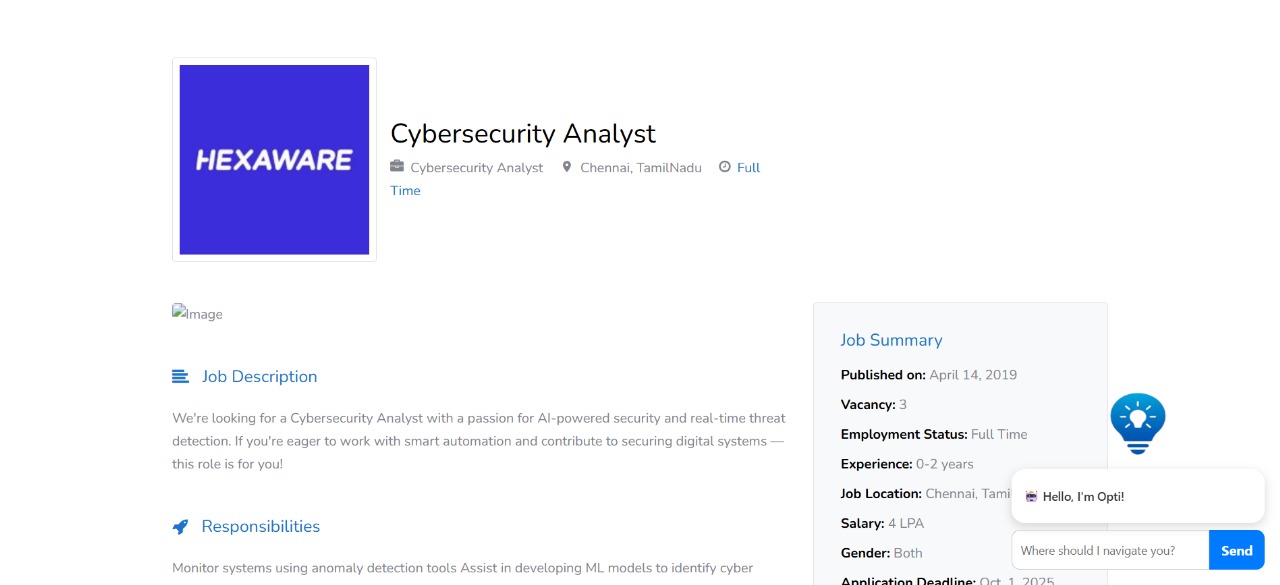 HEXAWARE
Cybersecurity Analyst
Cybersecurity Analyst Chennai, TamilNadu Full
Time
Image
Job Description
We're looking for a Cybersecurity Analyst with a passion for AI-powered security and real-time threat
detection. If you're eager to work with smart automation and contribute to securing digital systems —
this role is for you!
Responsibilities
Monitor systems using anomaly detection tools Assist in developing ML models to identify cyber
Job Summary
Published on: April 14, 2019
Vacancy: 3
Employment Status: Full Time
Experience: 0-2 years
Job Location: Chennai, Tami
Salary: 4 LPA
Gender: Both
Application Deadline: Oct. 1, 2025
Hello, I'm Opti!
Where should I navigate you?
Send